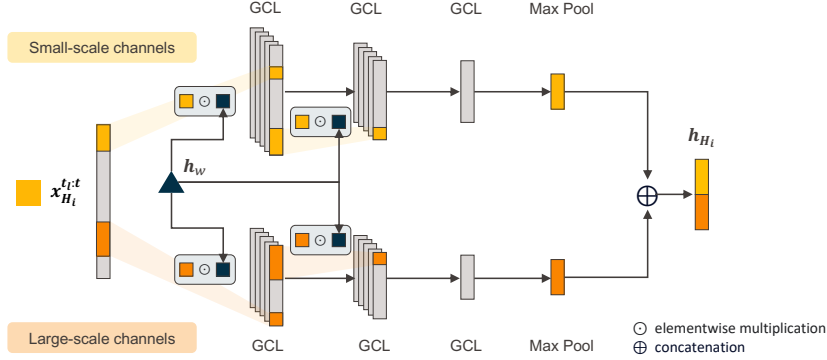 GCL GCL GCL Max Pool
Small-scale channels
⊙ ⊙
h_w
h_{H_i}
x_{H_i}^{t_l:t}
⊕
⊙ ⊙
Large-scale channels
GCL GCL GCL Max Pool
⊙ elementwise multiplication
⊕ concatenation